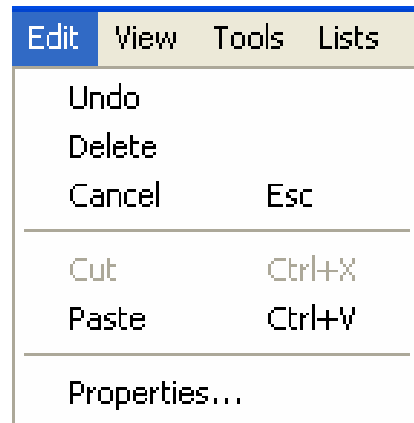 Edit View Tools Lists
Undo
Delete
Cancel Esc
Cut Ctrl+X
Paste Ctrl+V
Properties...